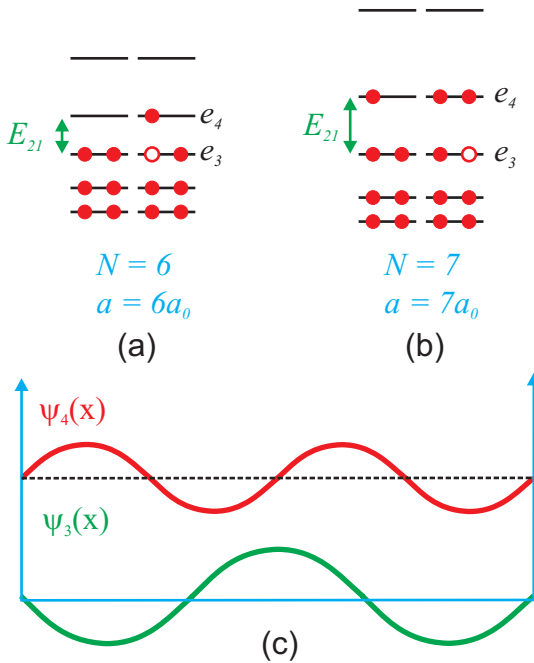 e₄
E₂₁
e₃
N = 6
a = 6a₀
(a)
e₄
E₂₁
e₃
N = 7
a = 7a₀
(b)
ψ₄(x)
ψ₃(x)
(c)